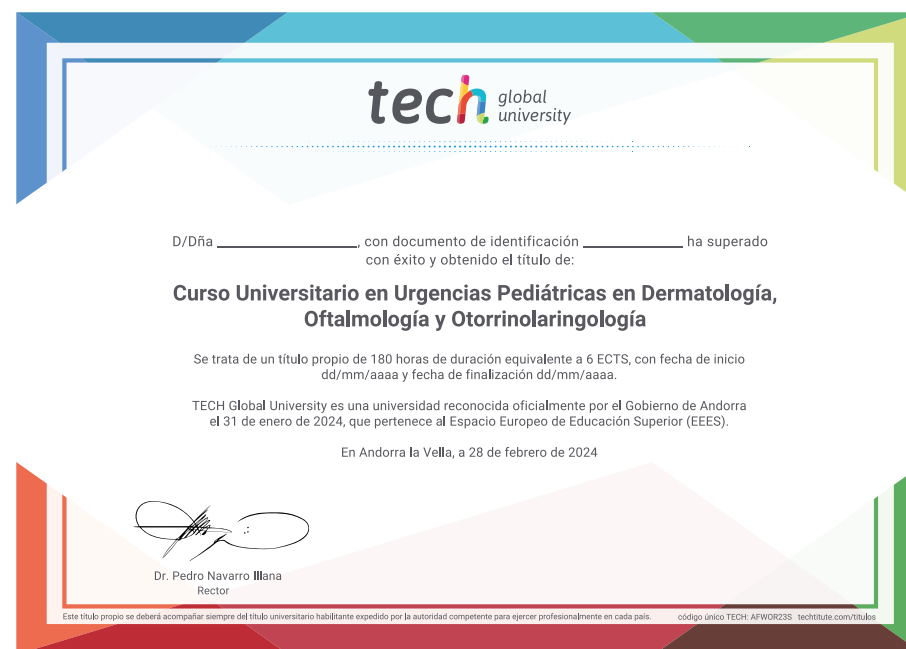 tech global university
D/Dña ____________________, con documento de identificación ______________ ha superado
con éxito y obtenido el título de:
Curso Universitario en Urgencias Pediátricas en Dermatología,
Oftalmología y Otorrinolaringología
Se trata de un título propio de 180 horas de duración equivalente a 6 ECTS, con fecha de inicio
dd/mm/aaaa y fecha de finalización dd/mm/aaaa.
TECH Global University es una universidad reconocida oficialmente por el Gobierno de Andorra
el 31 de enero de 2024, que pertenece al Espacio Europeo de Educación Superior (EEES).
En Andorra la Vella, a 28 de febrero de 2024
Dr. Pedro Navarro Illana
Rector
Este título propio se deberá acompañar siempre del título universitario habilitante expedido por la autoridad competente para ejercer profesionalmente en cada país. código único TECH: AFWOR23S techtitute.com/titulos